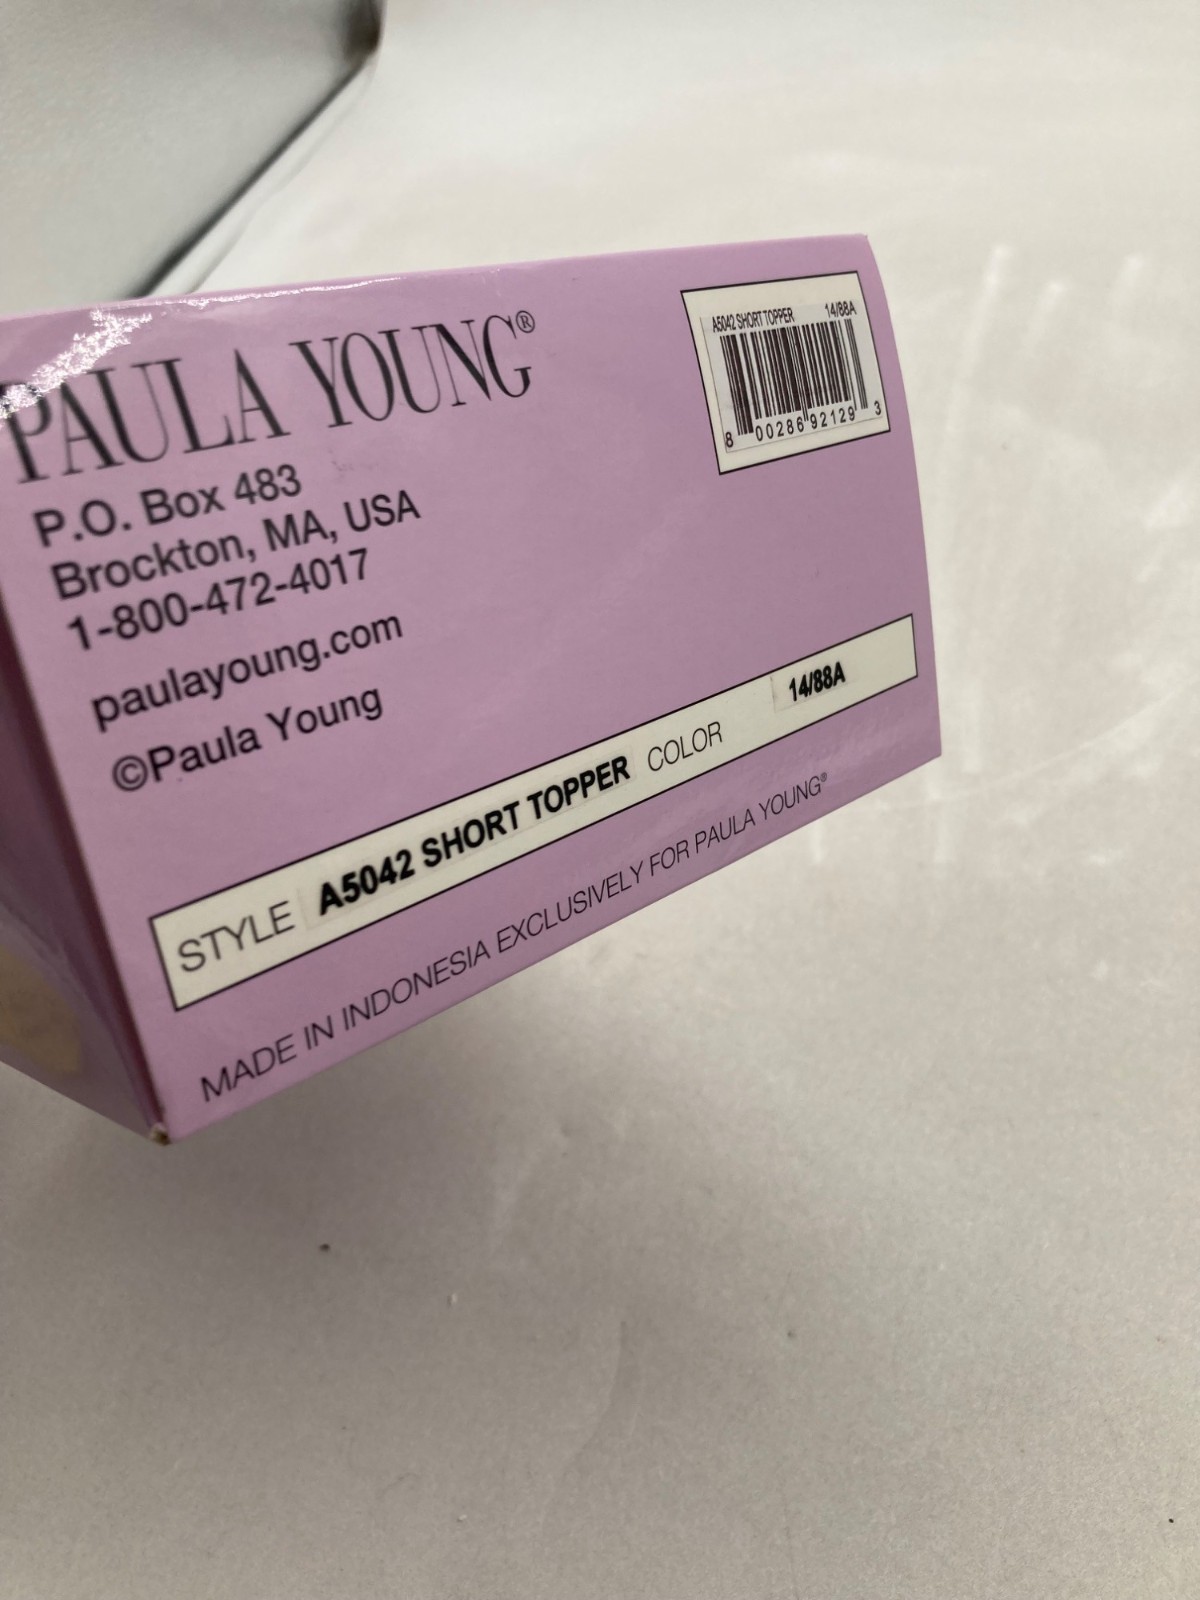 PAULA YOUNG®
P.O. Box 483
Brockton, MA, USA
1-800-472-4017
paulayoung.com
©Paula Young
A5042 SHORT TOPPER 14/88A
8 00286 92129 3
STYLE A5042 SHORT TOPPER COLOR 14/88A
MADE IN INDONESIA EXCLUSIVELY FOR PAULA YOUNG®